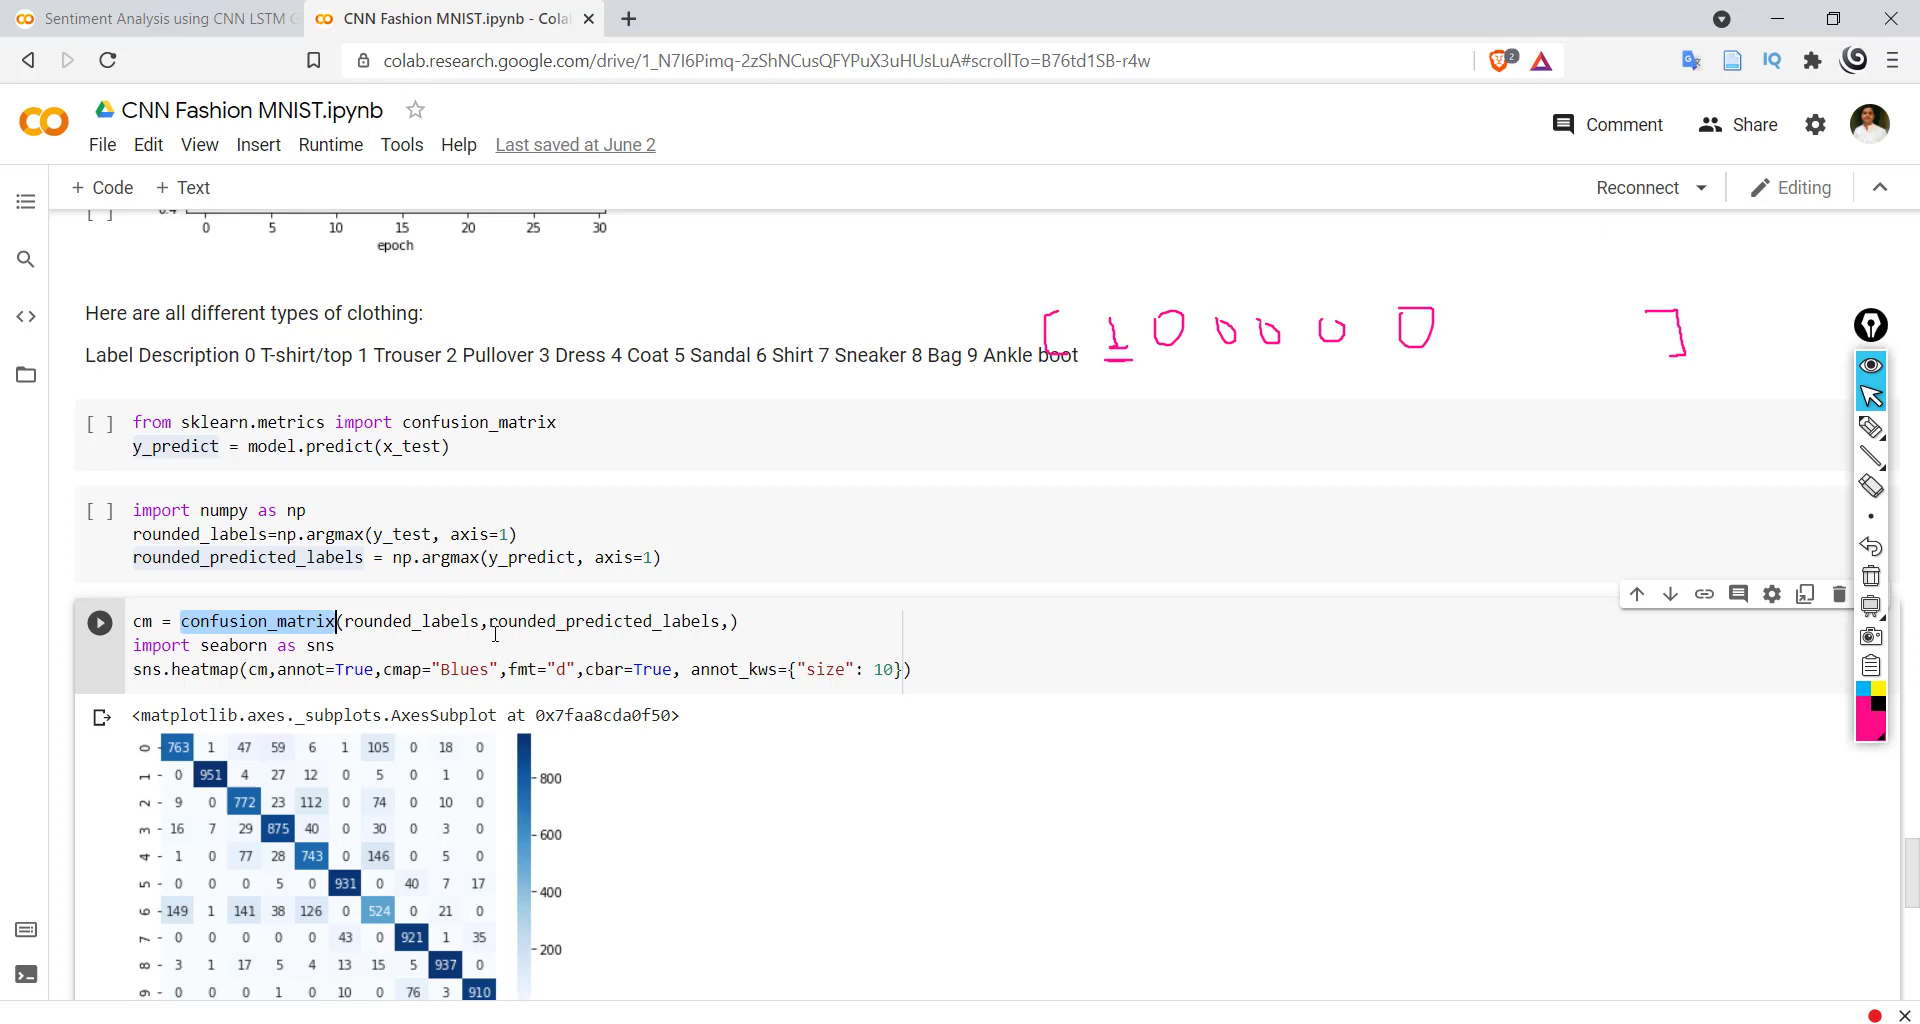 Sentiment Analysis using CNN LSTM
CNN Fashion MNIST.ipynb - Cola
colab.research.google.com/drive/1_N7I6Pimq-2zShNCusQFYPuX3uHUsLuA#scrollTo=B76td1SB-r4w
2
IQ
CNN Fashion MNIST.ipynb
Comment
Share
File Edit View Insert Runtime Tools Help Last saved at June 2
+ Code + Text
Reconnect
Editing
[ ]
0.4
0 5 10 15 20 25 30
epoch
Here are all different types of clothing:
[ 1 0 0 0 0 0 ]
Label Description 0 T-shirt/top 1 Trouser 2 Pullover 3 Dress 4 Coat 5 Sandal 6 Shirt 7 Sneaker 8 Bag 9 Ankle boot
[ ] from sklearn.metrics import confusion_matrix
y_predict = model.predict(x_test)
[ ] import numpy as np
rounded_labels=np.argmax(y_test, axis=1)
rounded_predicted_labels = np.argmax(y_predict, axis=1)
cm = confusion_matrix(rounded_labels,rounded_predicted_labels,)
import seaborn as sns
sns.heatmap(cm,annot=True,cmap="Blues",fmt="d",cbar=True, annot_kws={"size": 10})
<matplotlib.axes._subplots.AxesSubplot at 0x7faa8cda0f50>
0 763 1 47 59 6 1 105 0 18 0
1 0 951 4 27 12 0 5 0 1 0
2 9 0 772 23 112 0 74 0 10 0
3 16 7 29 875 40 0 30 0 3 0
4 1 0 77 28 743 0 146 0 5 0
5 0 0 0 5 0 931 0 40 7 17
6 149 1 141 38 126 0 524 0 21 0
7 0 0 0 0 0 43 0 921 1 35
8 3 1 17 5 4 13 15 5 937 0
9 0 0 0 1 0 10 0 76 3 910
800
600
400
200